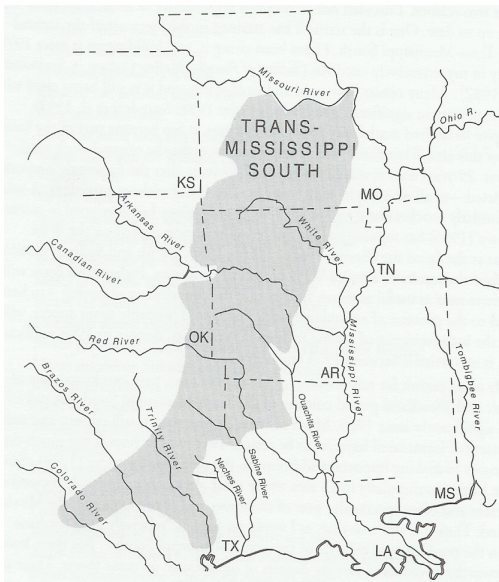 Missouri River
Ohio R.
TRANS-
MISSISSIPPI
SOUTH
KS
MO
Arkansas River
White River
Canadian River
TN
Mississippi River
Red River
OK
AR
Tombigbee River
Brazos River
Trinity River
Ouachita River
Sabine River
Neches River
Colorado River
MS
TX
LA